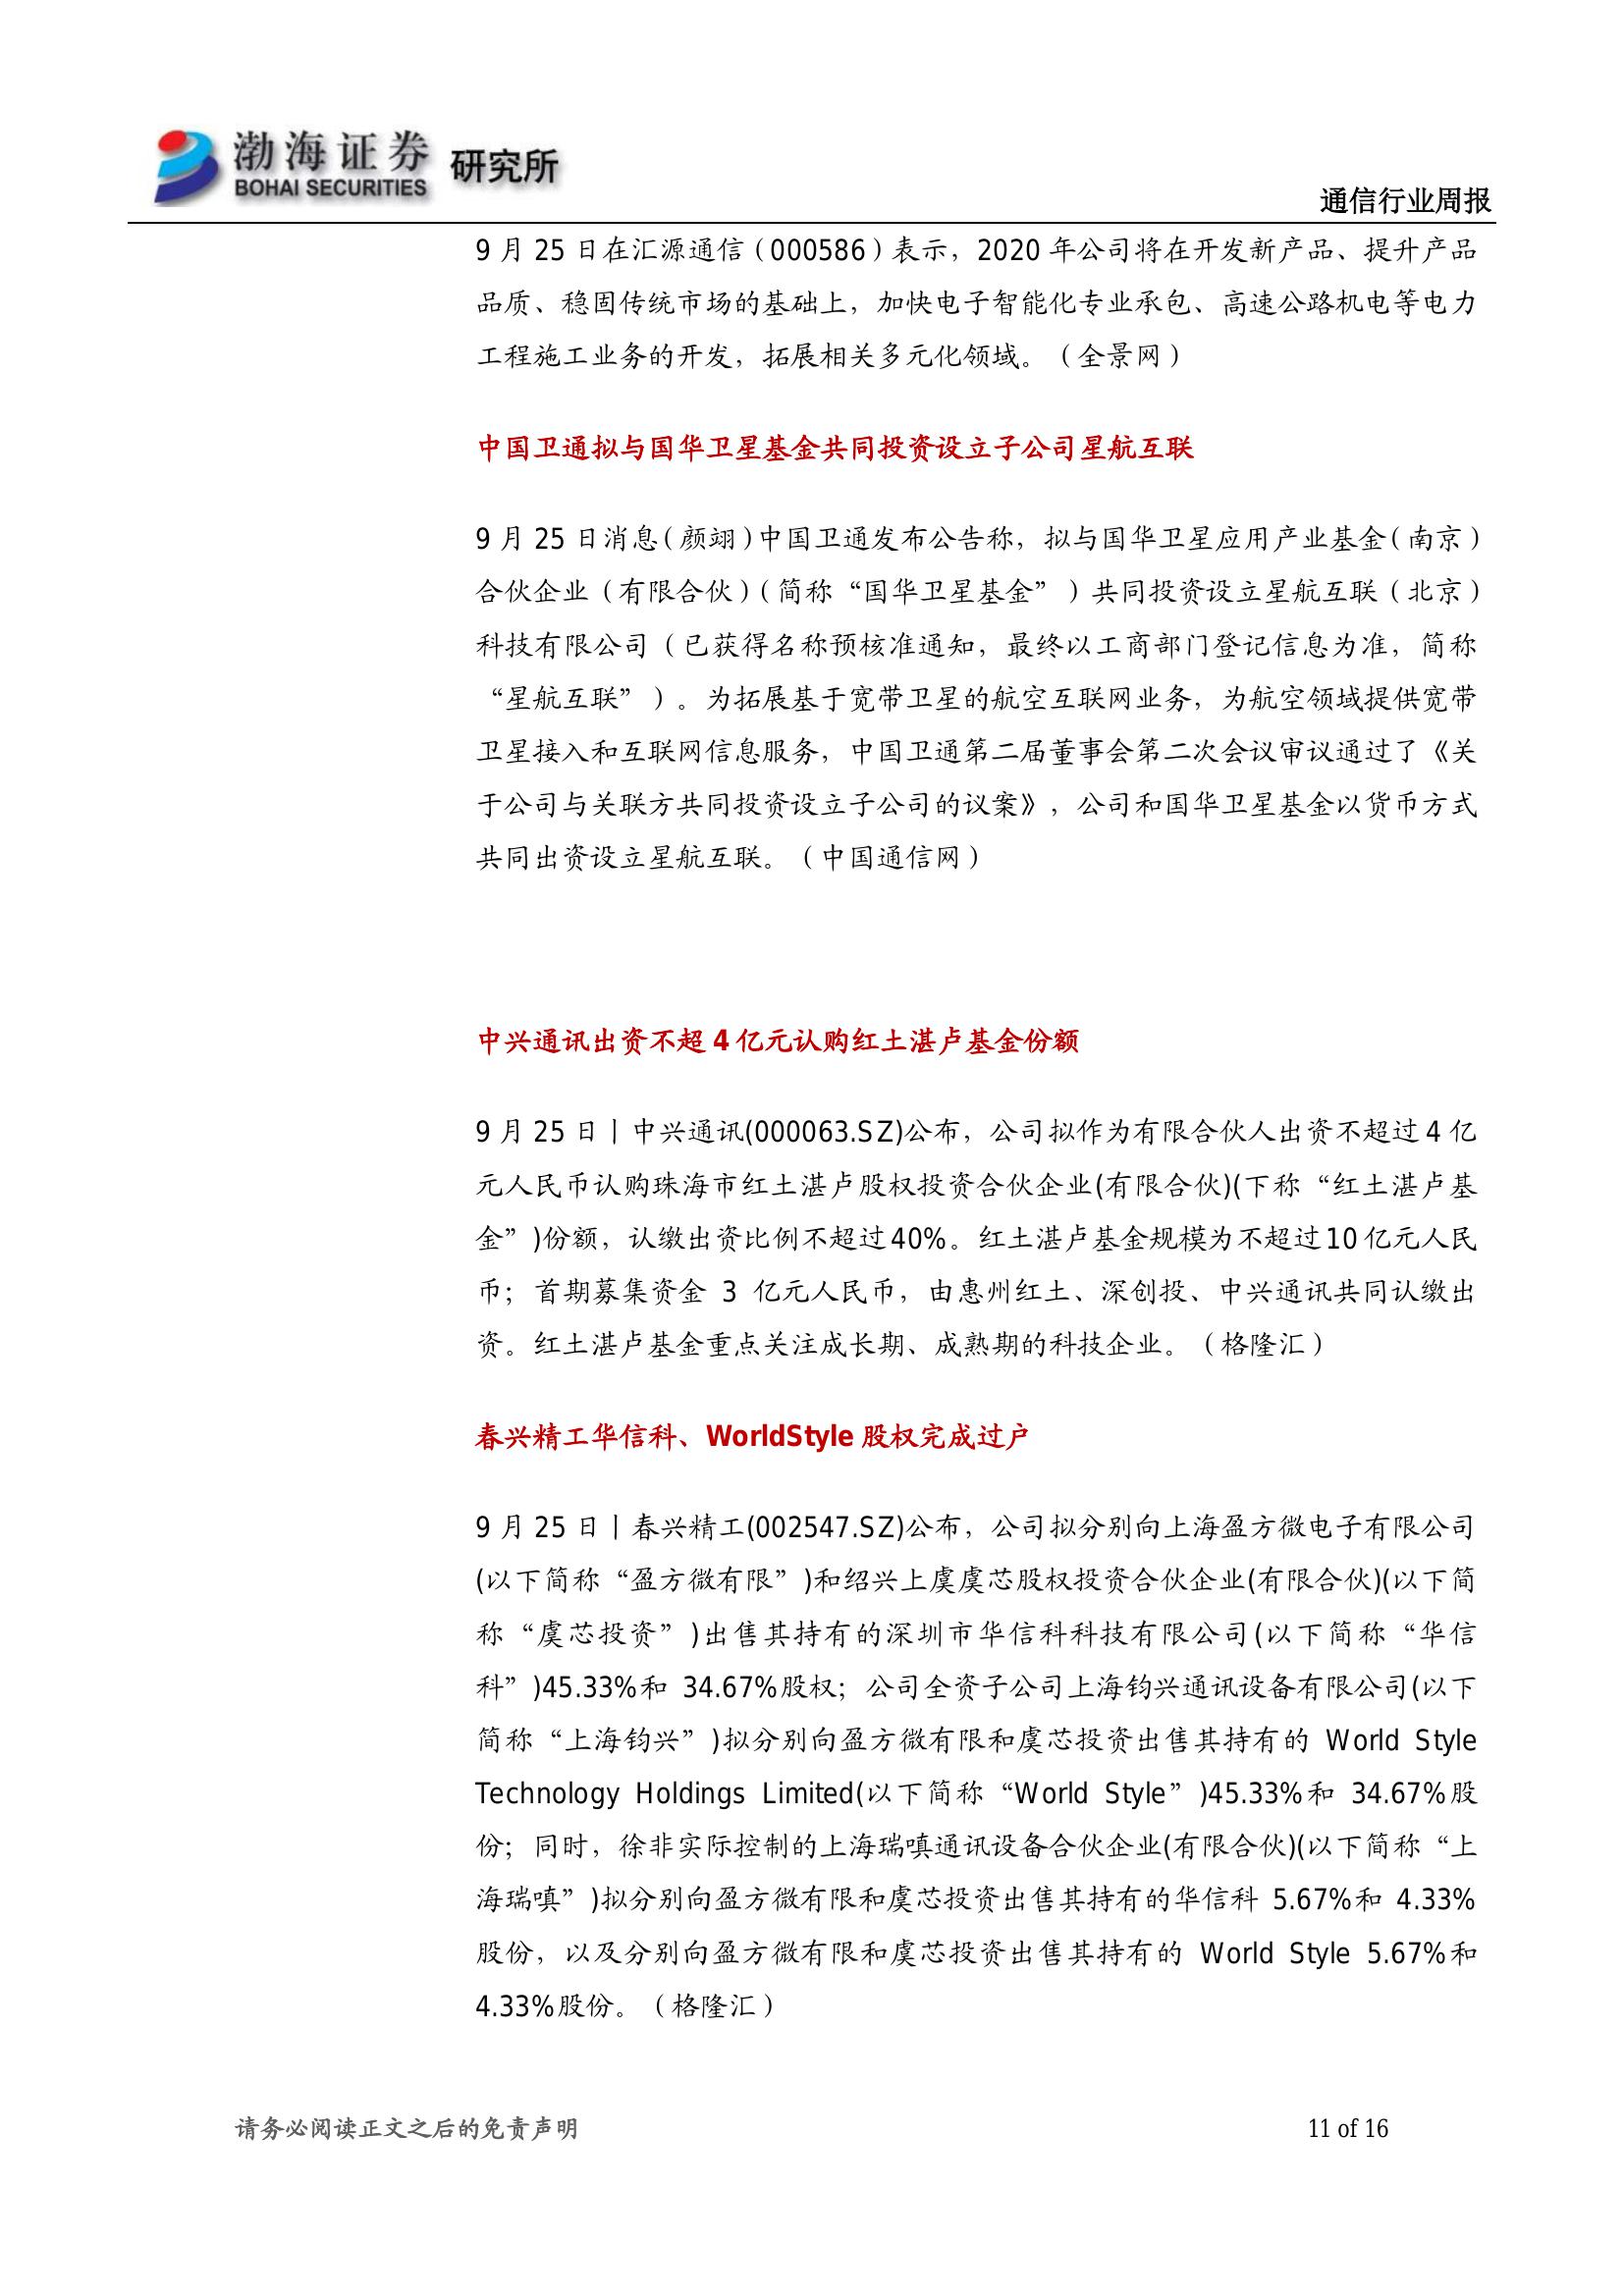 渤海证券 研究所
BOHAI SECURITIES
通信行业周报
9 月 25 日在汇源通信（000586）表示，2020 年公司将在开发新产品、提升产品
品质、稳固传统市场的基础上，加快电子智能化专业承包、高速公路机电等电力
工程施工业务的开发，拓展相关多元化领域。（全景网）
中国卫通拟与国华卫星基金共同投资设立子公司星航互联
9 月 25 日消息（颜翊）中国卫通发布公告称，拟与国华卫星应用产业基金（南京）
合伙企业（有限合伙）（简称“国华卫星基金”）共同投资设立星航互联（北京）
科技有限公司（已获得名称预核准通知，最终以工商部门登记信息为准，简称
“星航互联”）。为拓展基于宽带卫星的航空互联网业务，为航空领域提供宽带
卫星接入和互联网信息服务，中国卫通第二届董事会第二次会议审议通过了《关
于公司与关联方共同投资设立子公司的议案》，公司和国华卫星基金以货币方式
共同出资设立星航互联。（中国通信网）
中兴通讯出资不超 4 亿元认购红土湛卢基金份额
9 月 25 日丨中兴通讯(000063.SZ)公布，公司拟作为有限合伙人出资不超过 4 亿
元人民币认购珠海市红土湛卢股权投资合伙企业(有限合伙)(下称“红土湛卢基
金”)份额，认缴出资比例不超过 40%。红土湛卢基金规模为不超过 10 亿元人民
币；首期募集资金 3 亿元人民币，由惠州红土、深创投、中兴通讯共同认缴出
资。红土湛卢基金重点关注成长期、成熟期的科技企业。（格隆汇）
春兴精工华信科、WorldStyle 股权完成过户
9 月 25 日丨春兴精工(002547.SZ)公布，公司拟分别向上海盈方微电子有限公司
(以下简称“盈方微有限”)和绍兴上虞虞芯股权投资合伙企业(有限合伙)(以下简
称“虞芯投资”)出售其持有的深圳市华信科科技有限公司(以下简称“华信
科”)45.33%和 34.67%股权；公司全资子公司上海钧兴通讯设备有限公司(以下
简称“上海钧兴”)拟分别向盈方微有限和虞芯投资出售其持有的 World Style
Technology Holdings Limited(以下简称“World Style”)45.33%和 34.67%股
份；同时，徐非实际控制的上海瑞嗔通讯设备合伙企业(有限合伙)(以下简称“上
海瑞嗔”)拟分别向盈方微有限和虞芯投资出售其持有的华信科 5.67%和 4.33%
股份，以及分别向盈方微有限和虞芯投资出售其持有的 World Style 5.67%和
4.33%股份。（格隆汇）
请务必阅读正文之后的免责声明
11 of 16